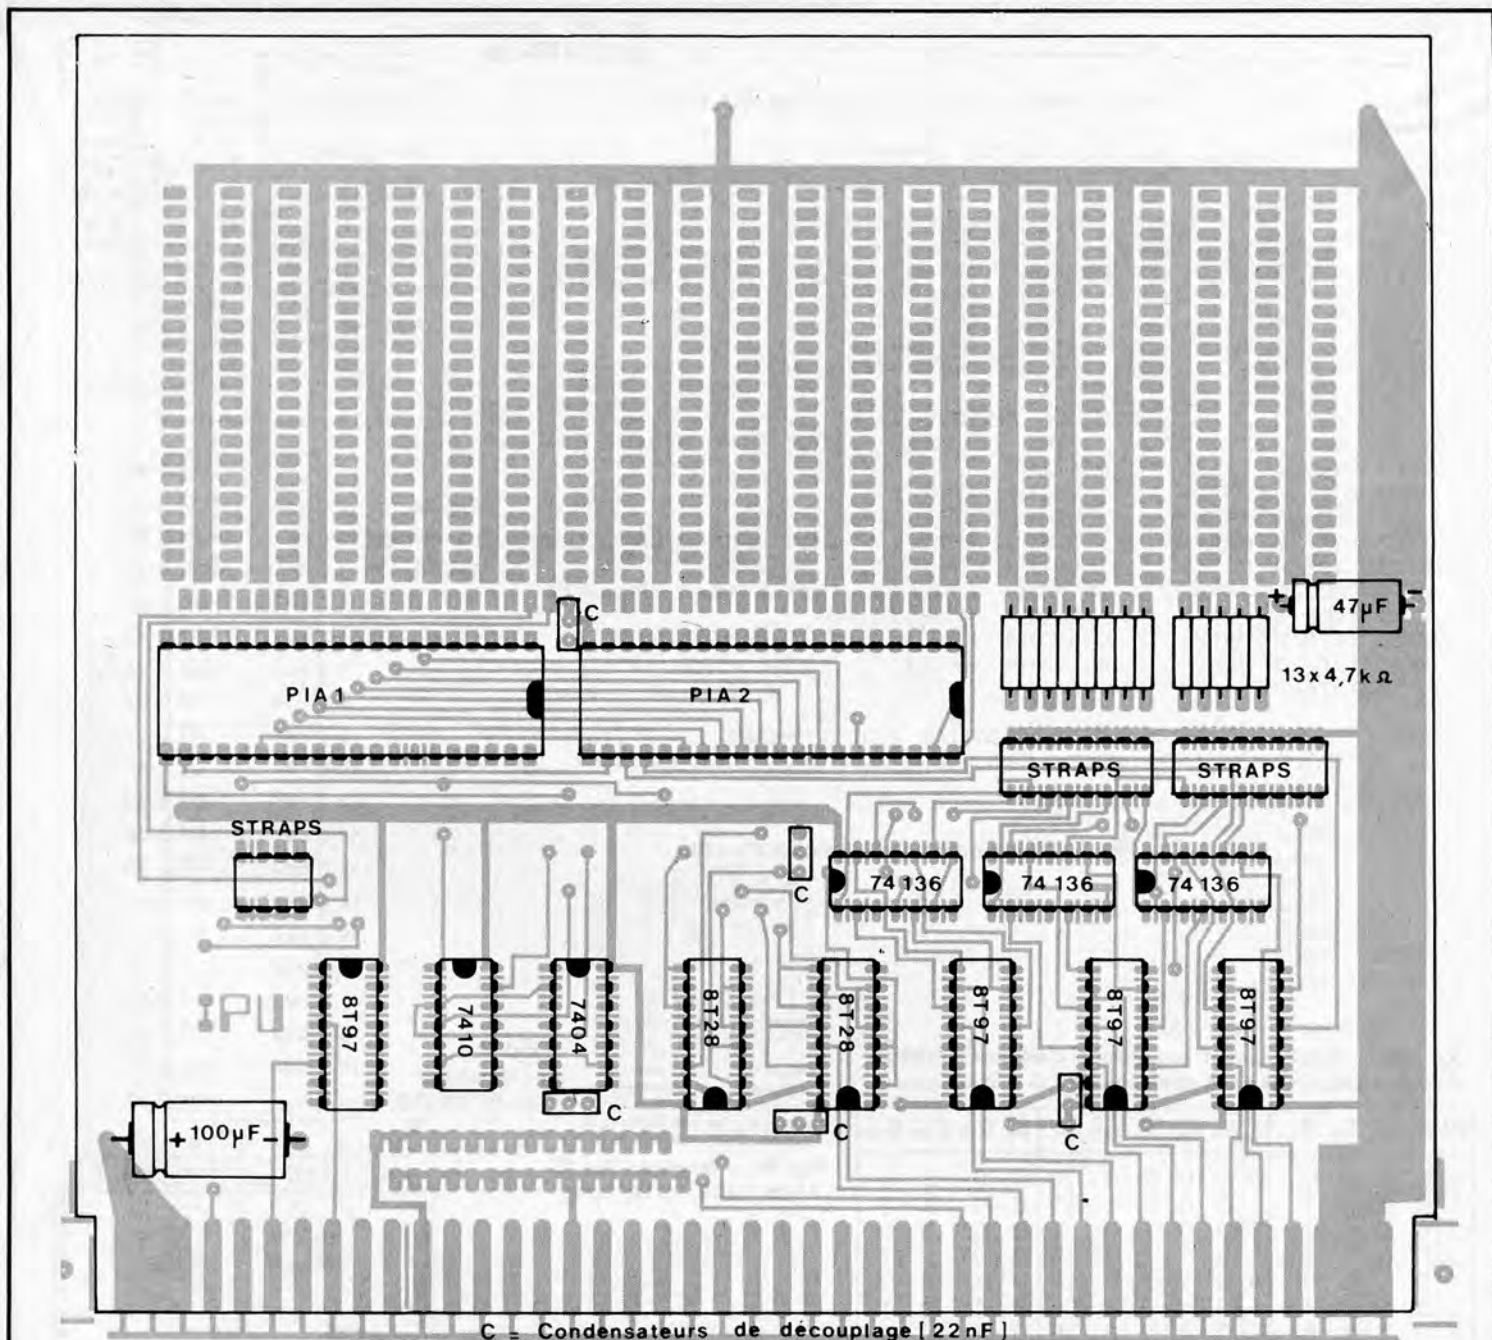 C
+ 47µF -
PIA 1
PIA 2
13 x 4,7 k Ω
STRAPS
STRAPS
STRAPS
C
74 136
74 136
74 136
8T97
7410
7404
8T28
8T28
8T97
8T97
8T97
IPU
C
C
C
+ 100µF -
C = Condensateurs de découplage [ 22 nF ]